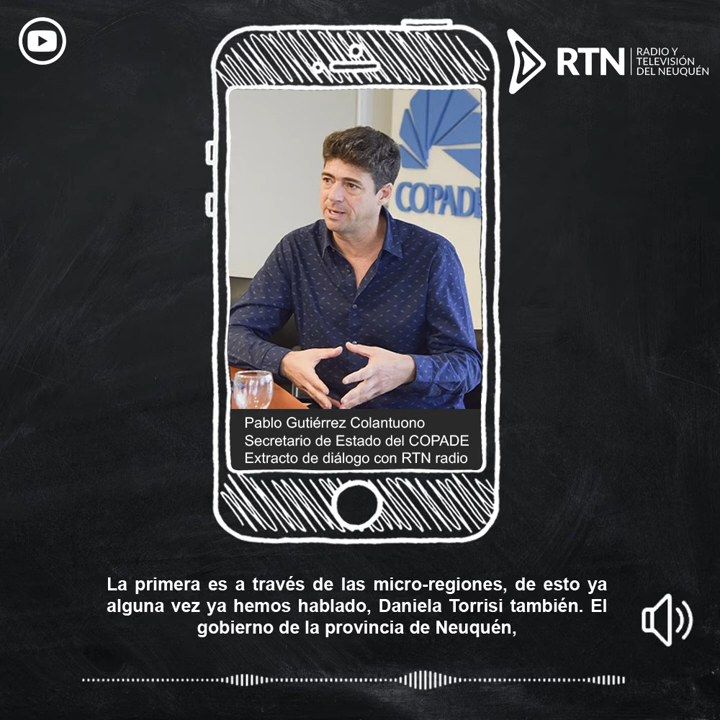 RTN
RADIO Y
TELEVISIÓN
DEL NEUQUÉN
COPADE
Pablo Gutiérrez Colantuono
Secretario de Estado del COPADE
Extracto de diálogo con RTN radio
La primera es a través de las micro-regiones, de esto ya
alguna vez ya hemos hablado, Daniela Torrisi también. El
gobierno de la provincia de Neuquén,